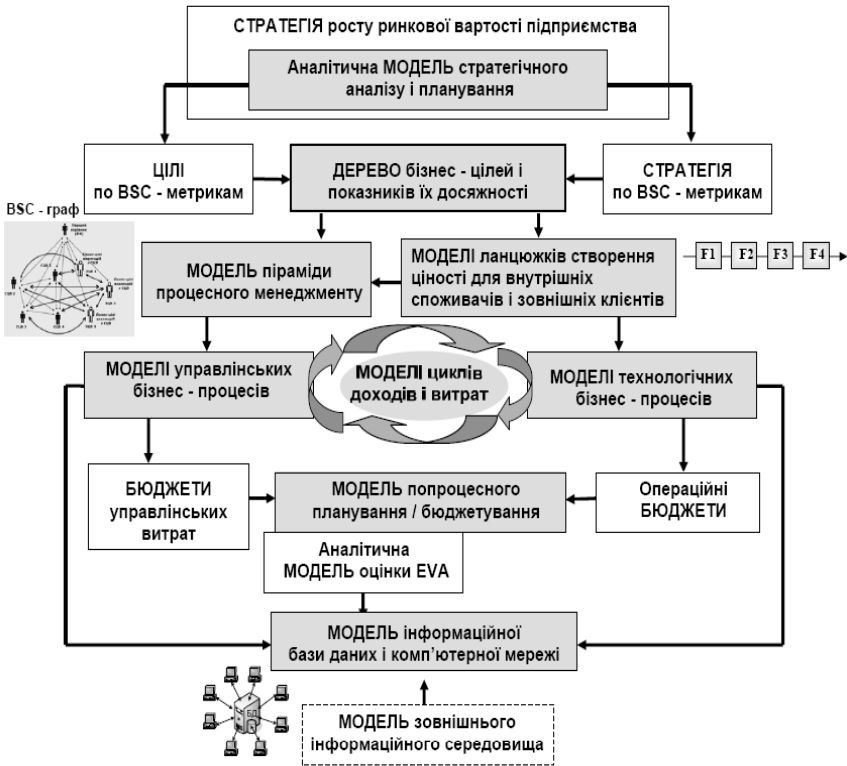 СТРАТЕГІЯ росту ринкової вартості підприємства
Аналітична МОДЕЛЬ стратегічного
аналізу і планування
ЦІЛІ
по BSC - метрикам
ДЕРЕВО бізнес - цілей і
показників їх досяжності
СТРАТЕГІЯ
по BSC - метрикам
BSC - граф
МОДЕЛЬ піраміди
процесного менеджменту
МОДЕЛІ ланцюжків створення
ціності для внутрішніх
споживачів і зовнішніх клієнтів
F1 F2 F3 F4
МОДЕЛІ управлінських
бізнес - процесів
МОДЕЛІ циклів
доходів і витрат
МОДЕЛІ технологічних
бізнес - процесів
БЮДЖЕТИ
управлінських
витрат
МОДЕЛЬ попроцесного
планування / бюджетування
Операційні
БЮДЖЕТИ
Аналітична
МОДЕЛЬ оцінки EVA
МОДЕЛЬ інформаційної
бази даних і комп’ютерної мережі
БД
МОДЕЛЬ зовнішнього
інформаційного середовища